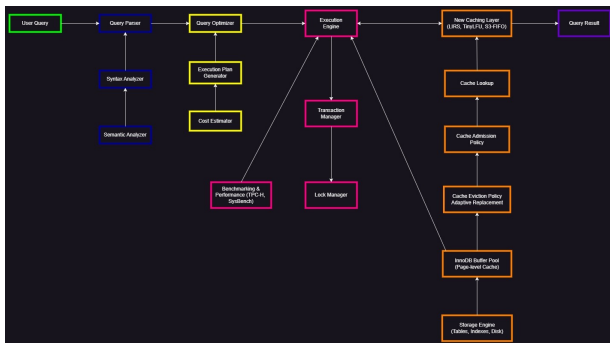 User Query
Query Parser
Query Optimizer
Execution
Engine
New Caching Layer
(LIRS, TinyLFU, S3-FIFO)
Query Result
Syntax Analyzer
Execution Plan
Generator
Cache Lookup
Semantic Analyzer
Cost Estimater
Transaction
Manager
Cache Admission
Policy
Benchmarking &
Performance (TPC-H,
SysBench)
Lock Manager
Cache Eviction Policy
Adaptive Replacement
InnoDB Buffer Pool
(Page-level Cache)
Storage Engine
(Tables, Indexes, Disk)